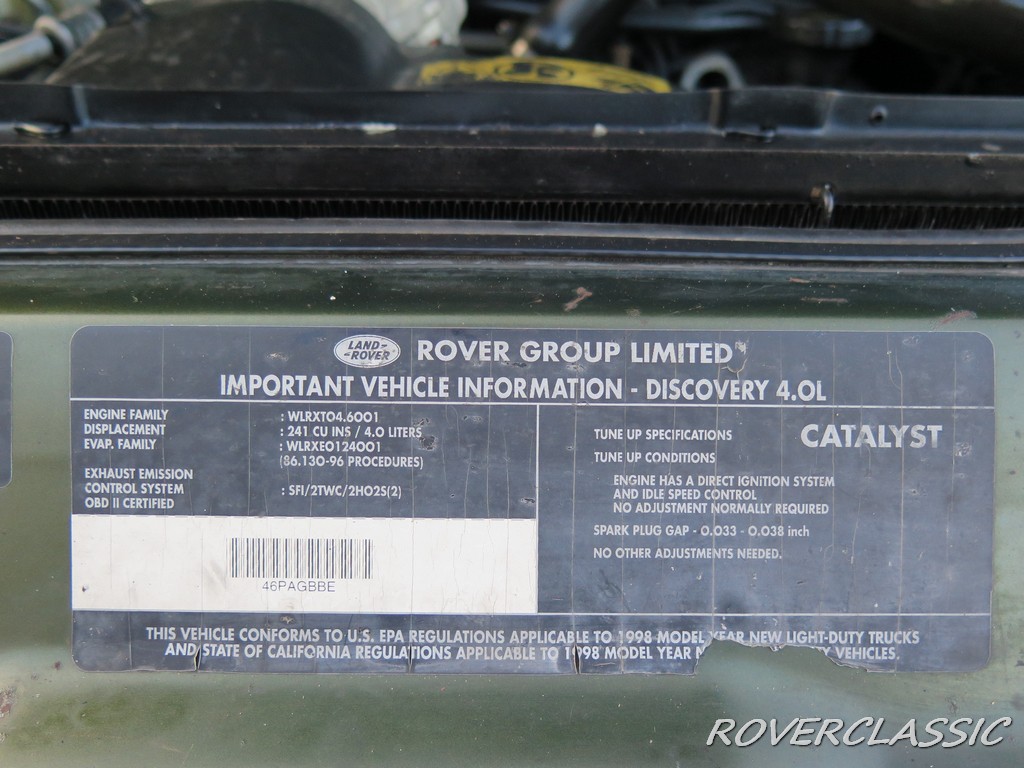 LAND-
-ROVER
ROVER GROUP LIMITED
IMPORTANT VEHICLE INFORMATION - DISCOVERY 4.0L
ENGINE FAMILY : WLRXT04.6001
DISPLACEMENT : 241 CU INS / 4.0 LITERS
EVAP. FAMILY : WLRXE0124001
(86.130-96 PROCEDURES)
EXHAUST EMISSION
CONTROL SYSTEM : SFI/2TWC/2HO2S(2)
OBD II CERTIFIED
46PAGBBE
TUNE UP SPECIFICATIONS CATALYST
TUNE UP CONDITIONS
ENGINE HAS A DIRECT IGNITION SYSTEM
AND IDLE SPEED CONTROL
NO ADJUSTMENT NORMALLY REQUIRED
SPARK PLUG GAP - 0.033 - 0.038 inch
NO OTHER ADJUSTMENTS NEEDED.
THIS VEHICLE CONFORMS TO U.S. EPA REGULATIONS APPLICABLE TO 1998 MODEL YEAR NEW LIGHT-DUTY TRUCKS
AND STATE OF CALIFORNIA REGULATIONS APPLICABLE TO 1998 MODEL YEAR VEHICLES.
ROVERCLASSIC